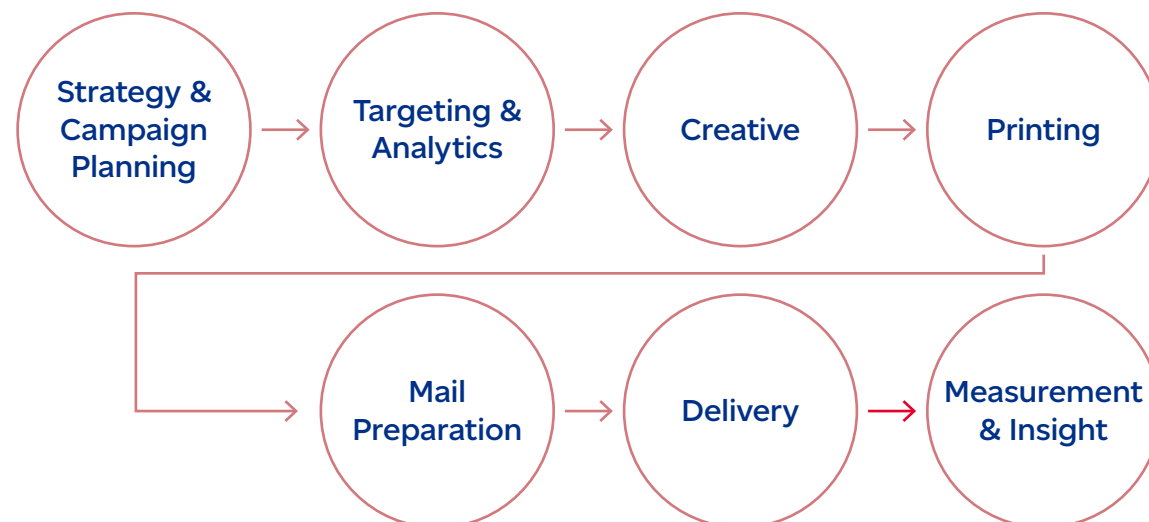 Strategy &
Campaign
Planning
Targeting &
Analytics
Creative
Printing
Mail
Preparation
Delivery
Measurement
& Insight